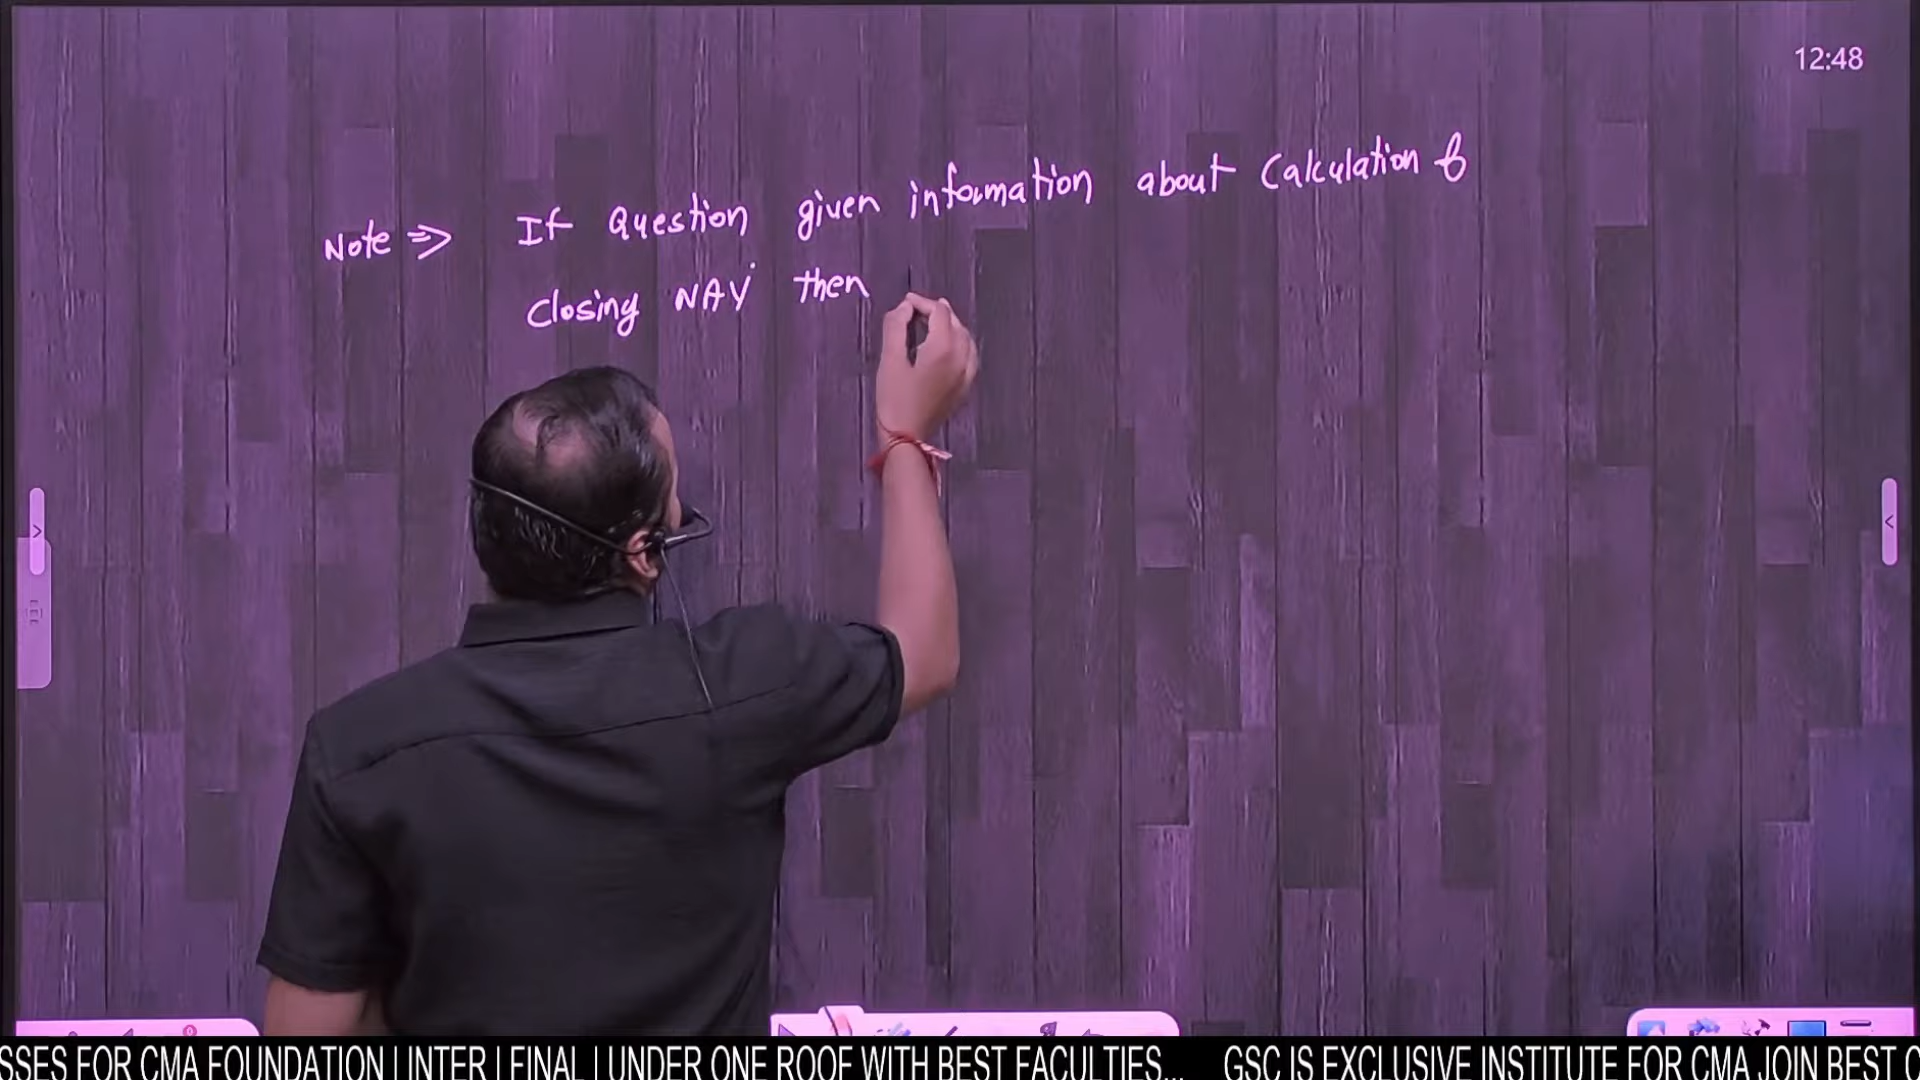 12:48
Note => If Question given information about Calculation of
Closing NAV then
SSES FOR CMA FOUNDATION | INTER | FINAL | UNDER ONE ROOF WITH BEST FACULTIES... GSC IS EXCLUSIVE INSTITUTE FOR CMA JOIN BEST C